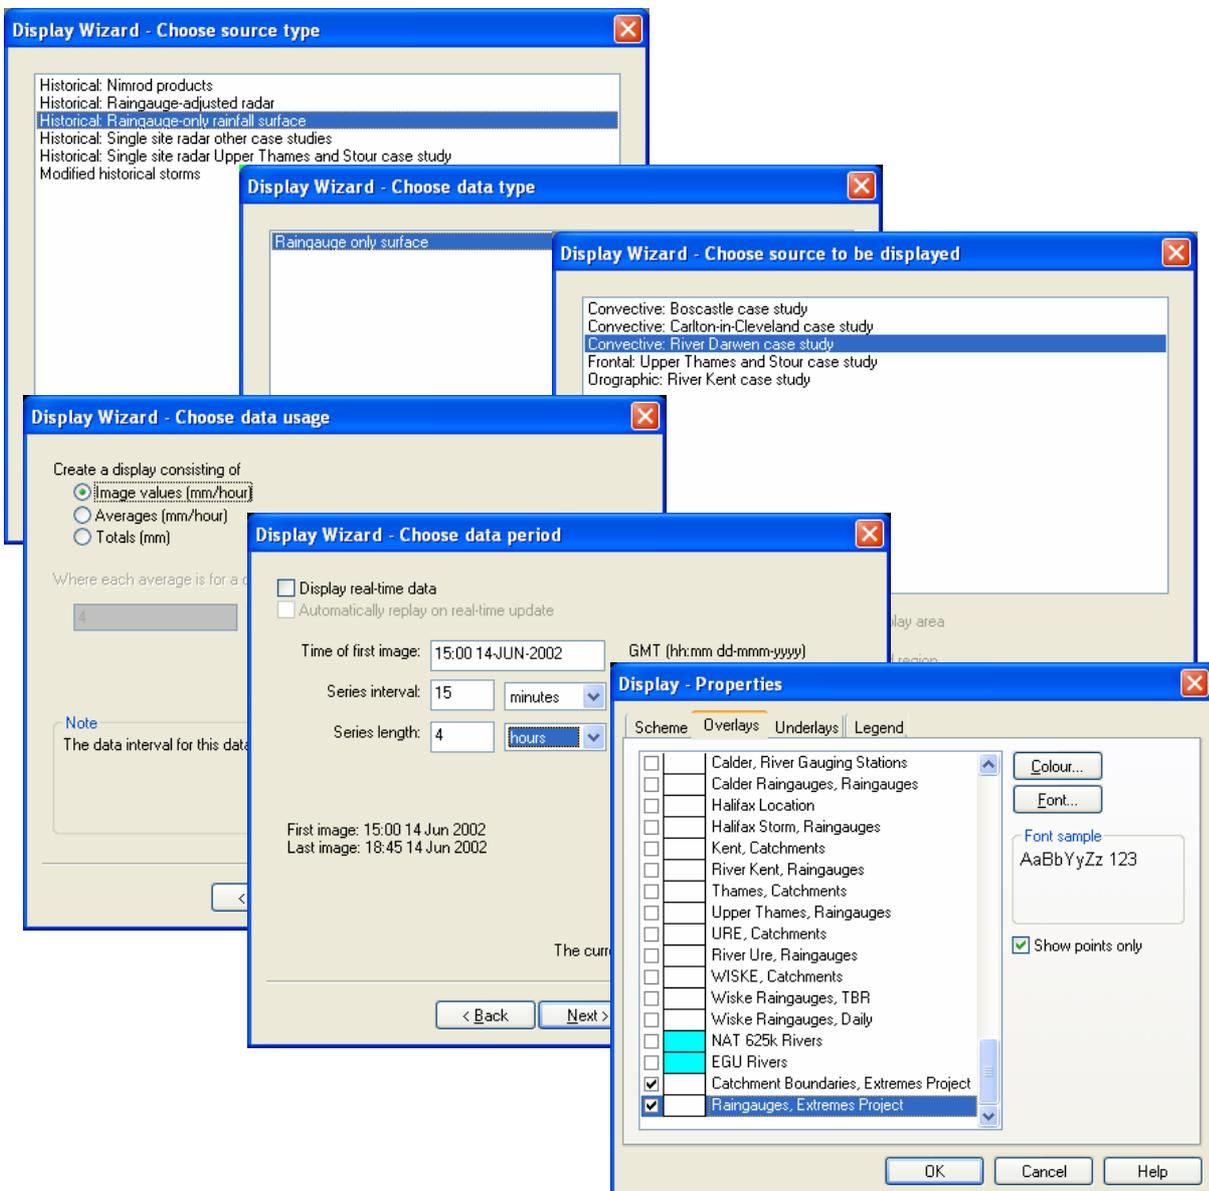 Display Wizard - Choose source type
Historical: Nimrod products
Historical: Raingauge-adjusted radar
Historical: Raingauge-only rainfall surface
Historical: Single site radar other case studies
Historical: Single site radar Upper Thames and Stour case study
Modified historical storms
Display Wizard - Choose data type
Raingauge only surface
Display Wizard - Choose source to be displayed
Convective: Boscastle case study
Convective: Carlton-in-Cleveland case study
Convective: River Darwen case study
Frontal: Upper Thames and Stour case study
Orographic: River Kent case study
lay area
region
Display Wizard - Choose data usage
Create a display consisting of
Image values (mm/hour)
Averages (mm/hour)
Totals (mm)
Where each average is for a
4
Note
The data interval for this data
<
Display Wizard - Choose data period
Display real-time data
Automatically replay on real-time update
Time of first image: 15:00 14-JUN-2002 GMT (hh:mm dd-mmm-yyyy)
Series interval: 15 minutes
Series length: 4 hours
First image: 15:00 14 Jun 2002
Last image: 18:45 14 Jun 2002
The curr
< Back Next >
Display - Properties
Scheme Overlays Underlays Legend
Calder, River Gauging Stations
Calder Raingauges, Raingauges
Halifax Location
Halifax Storm, Raingauges
Kent, Catchments
River Kent, Raingauges
Thames, Catchments
Upper Thames, Raingauges
URE, Catchments
River Ure, Raingauges
WISKE, Catchments
Wiske Raingauges, TBR
Wiske Raingauges, Daily
NAT 625k Rivers
EGU Rivers
Catchment Boundaries, Extremes Project
Raingauges, Extremes Project
Colour...
Font...
Font sample
AaBbYyZz 123
Show points only
OK Cancel Help